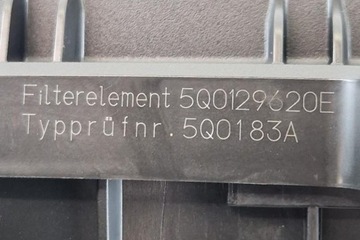 Filterelement 5Q0129620E
Typprüfnr. 5Q0183A